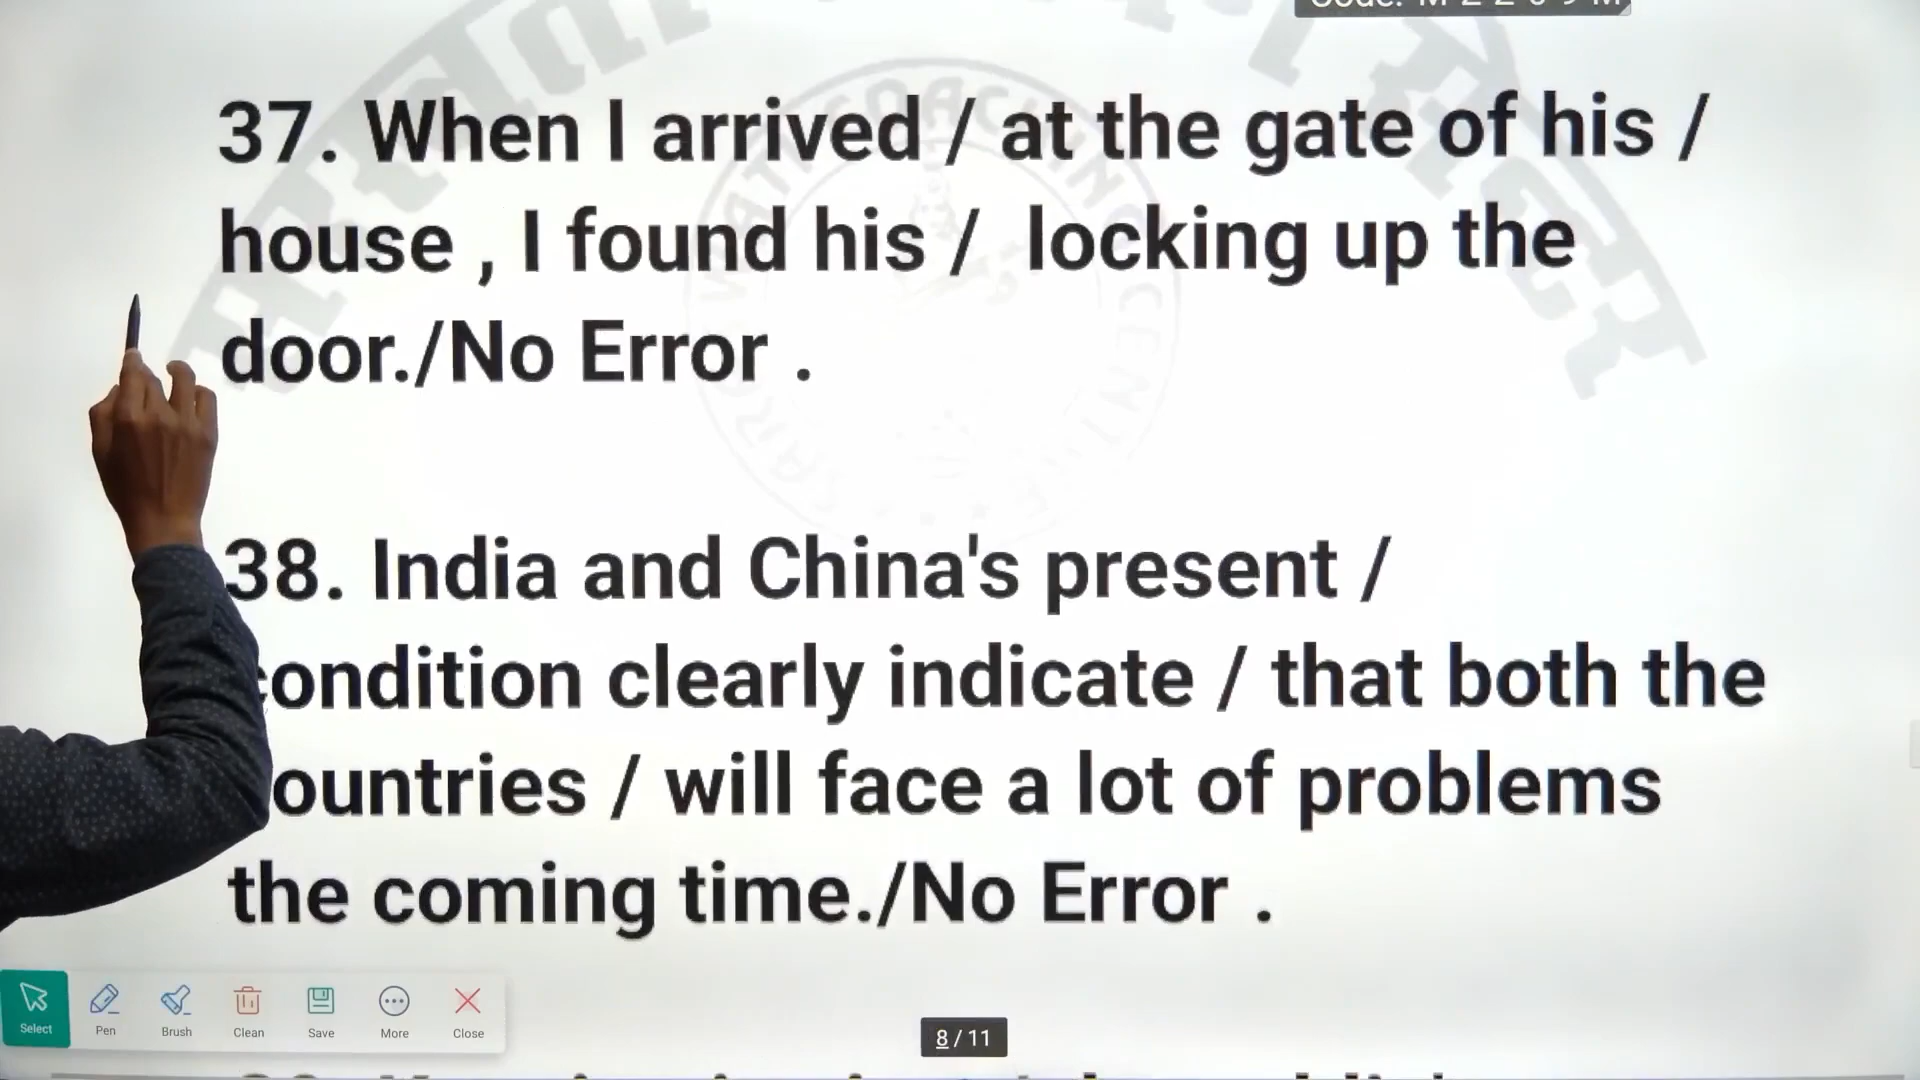 37. When I arrived / at the gate of his /
house , I found his / locking up the
door./No Error .
38. India and China's present /
condition clearly indicate / that both the
countries / will face a lot of problems
the coming time./No Error .
Select Pen Brush Clean Save More Close
8 / 11